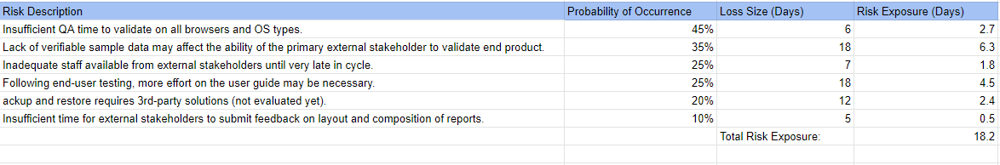 Risk Description Probability of Occurrence Loss Size (Days) Risk Exposure (Days)
Insufficient QA time to validate on all browsers and OS types. 45% 6 2.7
Lack of verifiable sample data may affect the ability of the primary external stakeholder to validate end product. 35% 18 6.3
Inadequate staff available from external stakeholders until very late in cycle. 25% 7 1.8
Following end-user testing, more effort on the user guide may be necessary. 25% 18 4.5
ackup and restore requires 3rd-party solutions (not evaluated yet). 20% 12 2.4
Insufficient time for external stakeholders to submit feedback on layout and composition of reports. 10% 5 0.5
Total Risk Exposure: 18.2